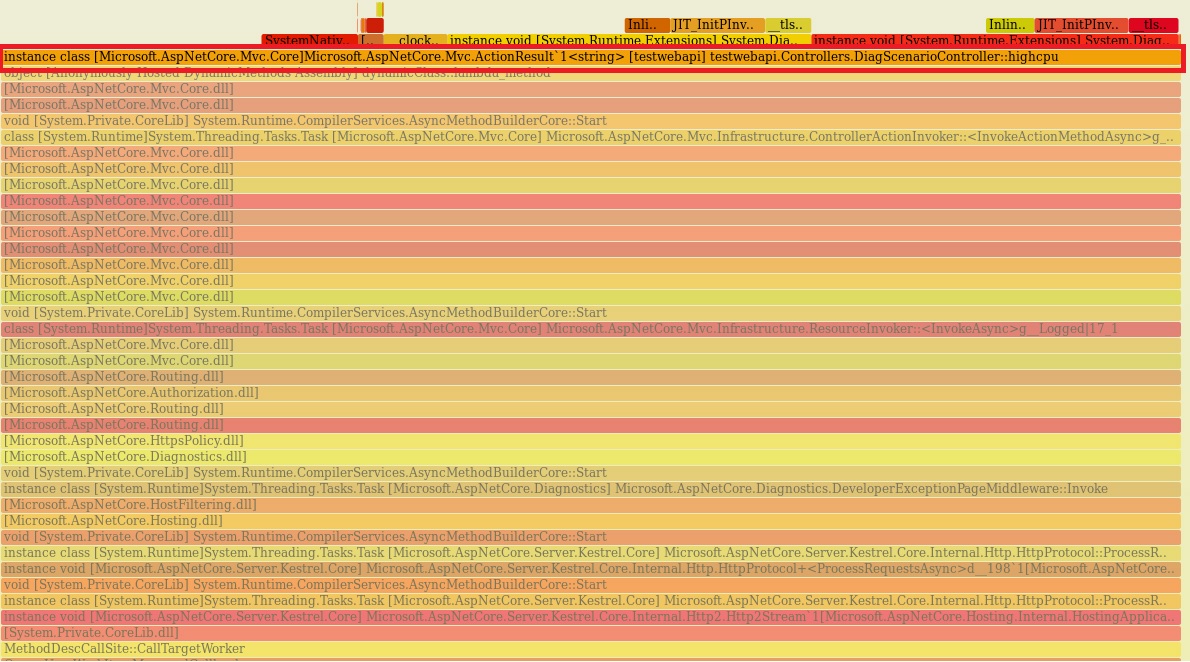 Inli.. JIT_InitPInv.. __tls.. Inlin.. JIT_InitPInv.. __tls..
SystemNativ.. [.. __clock.. instance void [System.Runtime.Extensions] System.Dia.. instance void [System.Runtime.Extensions] System.Diag..
instance class [Microsoft.AspNetCore.Mvc.Core]Microsoft.AspNetCore.Mvc.ActionResult`1<string> [testwebapi] testwebapi.Controllers.DiagScenarioController::highcpu
object [Anonymously Hosted DynamicMethods Assembly] dynamicClass::lambda_method
[Microsoft.AspNetCore.Mvc.Core.dll]
[Microsoft.AspNetCore.Mvc.Core.dll]
void [System.Private.CoreLib] System.Runtime.CompilerServices.AsyncMethodBuilderCore::Start
class [System.Runtime]System.Threading.Tasks.Task [Microsoft.AspNetCore.Mvc.Core] Microsoft.AspNetCore.Mvc.Infrastructure.ControllerActionInvoker::<InvokeActionMethodAsync>g_..
[Microsoft.AspNetCore.Mvc.Core.dll]
[Microsoft.AspNetCore.Mvc.Core.dll]
[Microsoft.AspNetCore.Mvc.Core.dll]
[Microsoft.AspNetCore.Mvc.Core.dll]
[Microsoft.AspNetCore.Mvc.Core.dll]
[Microsoft.AspNetCore.Mvc.Core.dll]
[Microsoft.AspNetCore.Mvc.Core.dll]
[Microsoft.AspNetCore.Mvc.Core.dll]
[Microsoft.AspNetCore.Mvc.Core.dll]
[Microsoft.AspNetCore.Mvc.Core.dll]
void [System.Private.CoreLib] System.Runtime.CompilerServices.AsyncMethodBuilderCore::Start
class [System.Runtime]System.Threading.Tasks.Task [Microsoft.AspNetCore.Mvc.Core] Microsoft.AspNetCore.Mvc.Infrastructure.ResourceInvoker::<InvokeAsync>g__Logged|17_1
[Microsoft.AspNetCore.Mvc.Core.dll]
[Microsoft.AspNetCore.Mvc.Core.dll]
[Microsoft.AspNetCore.Routing.dll]
[Microsoft.AspNetCore.Authorization.dll]
[Microsoft.AspNetCore.Routing.dll]
[Microsoft.AspNetCore.Routing.dll]
[Microsoft.AspNetCore.HttpsPolicy.dll]
[Microsoft.AspNetCore.Diagnostics.dll]
void [System.Private.CoreLib] System.Runtime.CompilerServices.AsyncMethodBuilderCore::Start
instance class [System.Runtime]System.Threading.Tasks.Task [Microsoft.AspNetCore.Diagnostics] Microsoft.AspNetCore.Diagnostics.DeveloperExceptionPageMiddleware::Invoke
[Microsoft.AspNetCore.HostFiltering.dll]
[Microsoft.AspNetCore.Hosting.dll]
void [System.Private.CoreLib] System.Runtime.CompilerServices.AsyncMethodBuilderCore::Start
instance class [System.Runtime]System.Threading.Tasks.Task [Microsoft.AspNetCore.Server.Kestrel.Core] Microsoft.AspNetCore.Server.Kestrel.Core.Internal.Http.HttpProtocol::ProcessR..
instance void [Microsoft.AspNetCore.Server.Kestrel.Core] Microsoft.AspNetCore.Server.Kestrel.Core.Internal.Http.HttpProtocol+<ProcessRequestsAsync>d__198`1[Microsoft.AspNetCore..
void [System.Private.CoreLib] System.Runtime.CompilerServices.AsyncMethodBuilderCore::Start
instance class [System.Runtime]System.Threading.Tasks.Task [Microsoft.AspNetCore.Server.Kestrel.Core] Microsoft.AspNetCore.Server.Kestrel.Core.Internal.Http.HttpProtocol::ProcessR..
instance void [Microsoft.AspNetCore.Server.Kestrel.Core] Microsoft.AspNetCore.Server.Kestrel.Core.Internal.Http2.Http2Stream`1[Microsoft.AspNetCore.Hosting.Internal.HostingApplica..
[System.Private.CoreLib.dll]
MethodDescCallSite::CallTargetWorker